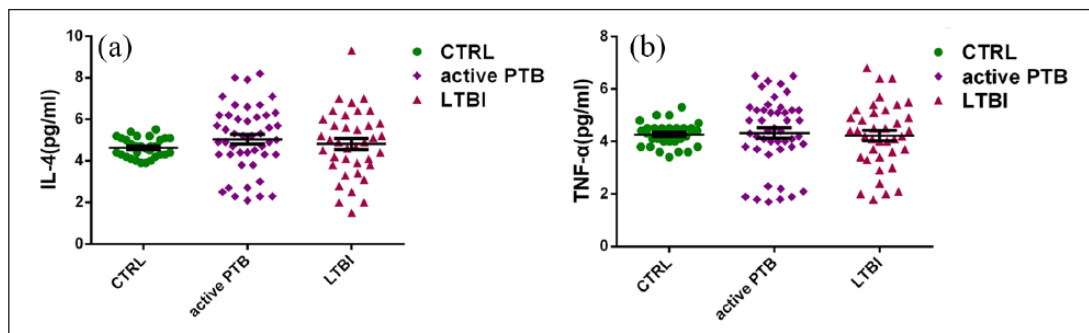 (a)
IL-4(pg/ml)
10
8
6
4
2
0
CTRL
active PTB
LTBI
CTRL
active PTB
LTBI
(b)
TNF-α(pg/ml)
8
6
4
2
0
CTRL
active PTB
LTBI
CTRL
active PTB
LTBI